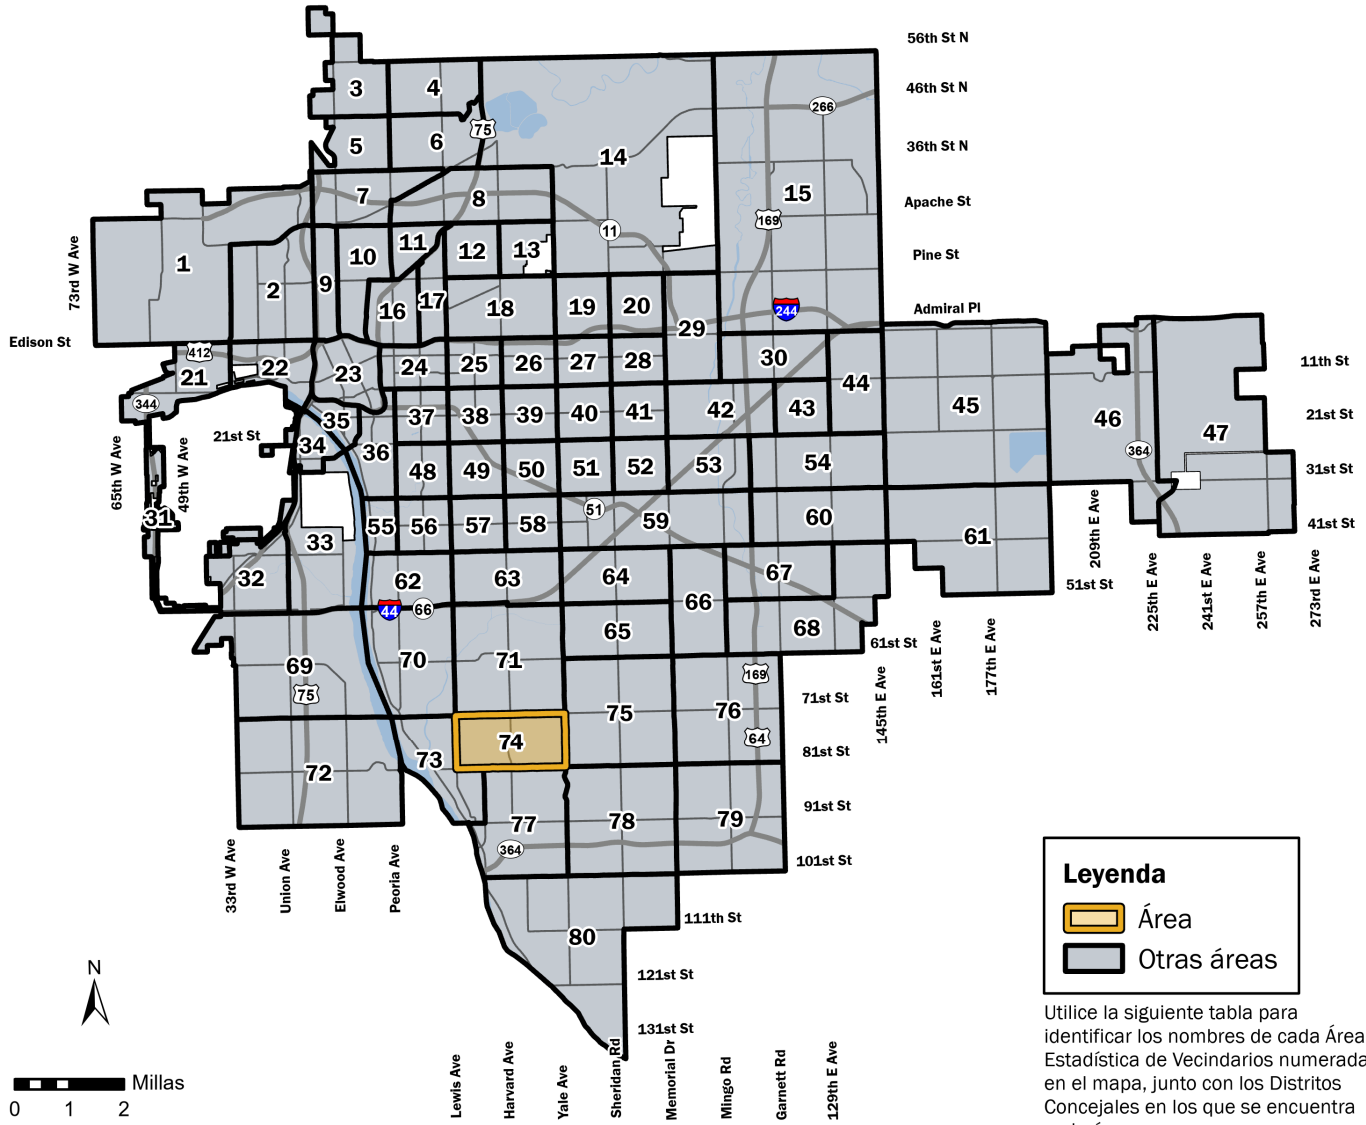 56th St N
3
4
46th St N
266
75
5
6
36th St N
14
7
8
15
Apache St
169
11
73rd W Ave
1
2
9
10
11
12
13
Pine St
16
17
18
19
20
29
244
Admiral Pl
Edison St
412
21
22
23
24
25
26
27
28
30
44
11th St
344
35
37
38
39
40
41
42
43
45
46
47
21st St
65th W Ave
49th W Ave
21st St
34
36
48
49
50
51
52
53
54
364
31st St
31
33
55
56
57
58
51
59
60
61
209th E Ave
41st St
32
62
63
64
66
67
51st St
225th E Ave
241st E Ave
257th E Ave
273rd E Ave
44
66
65
68
61st St
161st E Ave
177th E Ave
69
70
71
169
145th E Ave
75
75
76
71st St
74
64
81st St
72
73
77
78
79
91st St
364
101st St
33rd W Ave
Union Ave
Elwood Ave
Peoria Ave
111th St
80
121st St
131st St
Lewis Ave
Harvard Ave
Yale Ave
Sheridan Rd
Memorial Dr
Mingo Rd
Garnett Rd
129th E Ave
N
Millas
0 1 2
Leyenda
Área
Otras áreas
Utilice la siguiente tabla para
identificar los nombres de cada Área
Estadística de Vecindarios numerada
en el mapa, junto con los Distritos
Concejales en los que se encuentra